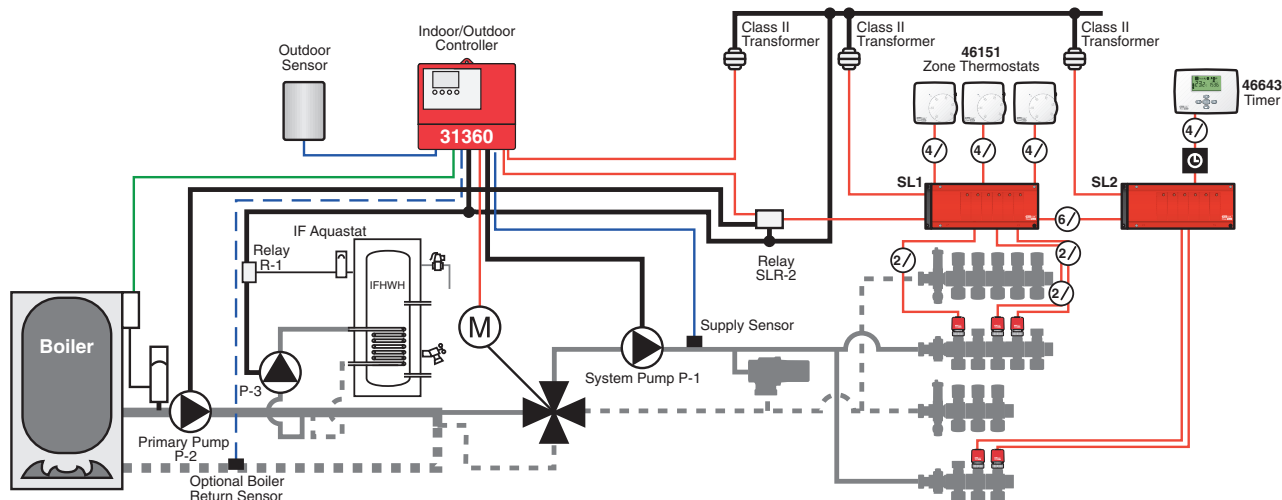 Class II
Transformer
Class II
Transformer
Class II
Transformer
Indoor/Outdoor
Controller
Outdoor
Sensor
46151
Zone Thermostats
46643
Timer
31360
4/
4/
4/
4/
SL1
SL2
6/
IF Aquastat
Relay
R-1
Relay
SLR-2
2/
2/
2/
IFHWH
Boiler
M
Supply Sensor
P-3
System Pump P-1
Primary Pump
P-2
Optional Boiler
Return Sensor